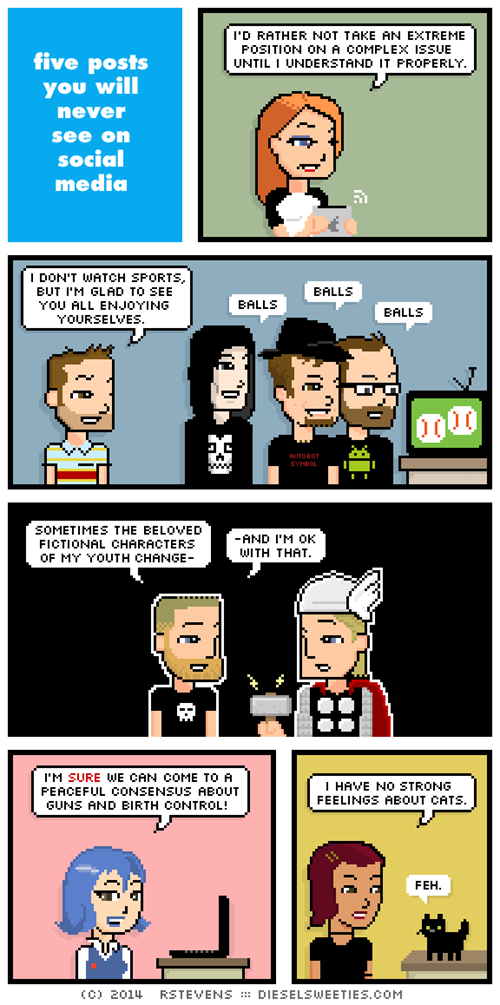 five posts
you will
never
see on
social
media
I'D RATHER NOT TAKE AN EXTREME
POSITION ON A COMPLEX ISSUE
UNTIL I UNDERSTAND IT PROPERLY.
I DON'T WATCH SPORTS,
BUT I'M GLAD TO SEE
YOU ALL ENJOYING
YOURSELVES.
BALLS
BALLS
BALLS
AUTOBOT
SYMBOL
SOMETIMES THE BELOVED
FICTIONAL CHARACTERS
OF MY YOUTH CHANGE-
-AND I'M OK
WITH THAT.
I'M SURE WE CAN COME TO A
PEACEFUL CONSENSUS ABOUT
GUNS AND BIRTH CONTROL!
I HAVE NO STRONG
FEELINGS ABOUT CATS.
FEH.
(C) 2014 RSTEVENS ::: DIESELSWEETIES.COM